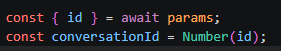 const { id } = await params;
const conversationId = Number(id);